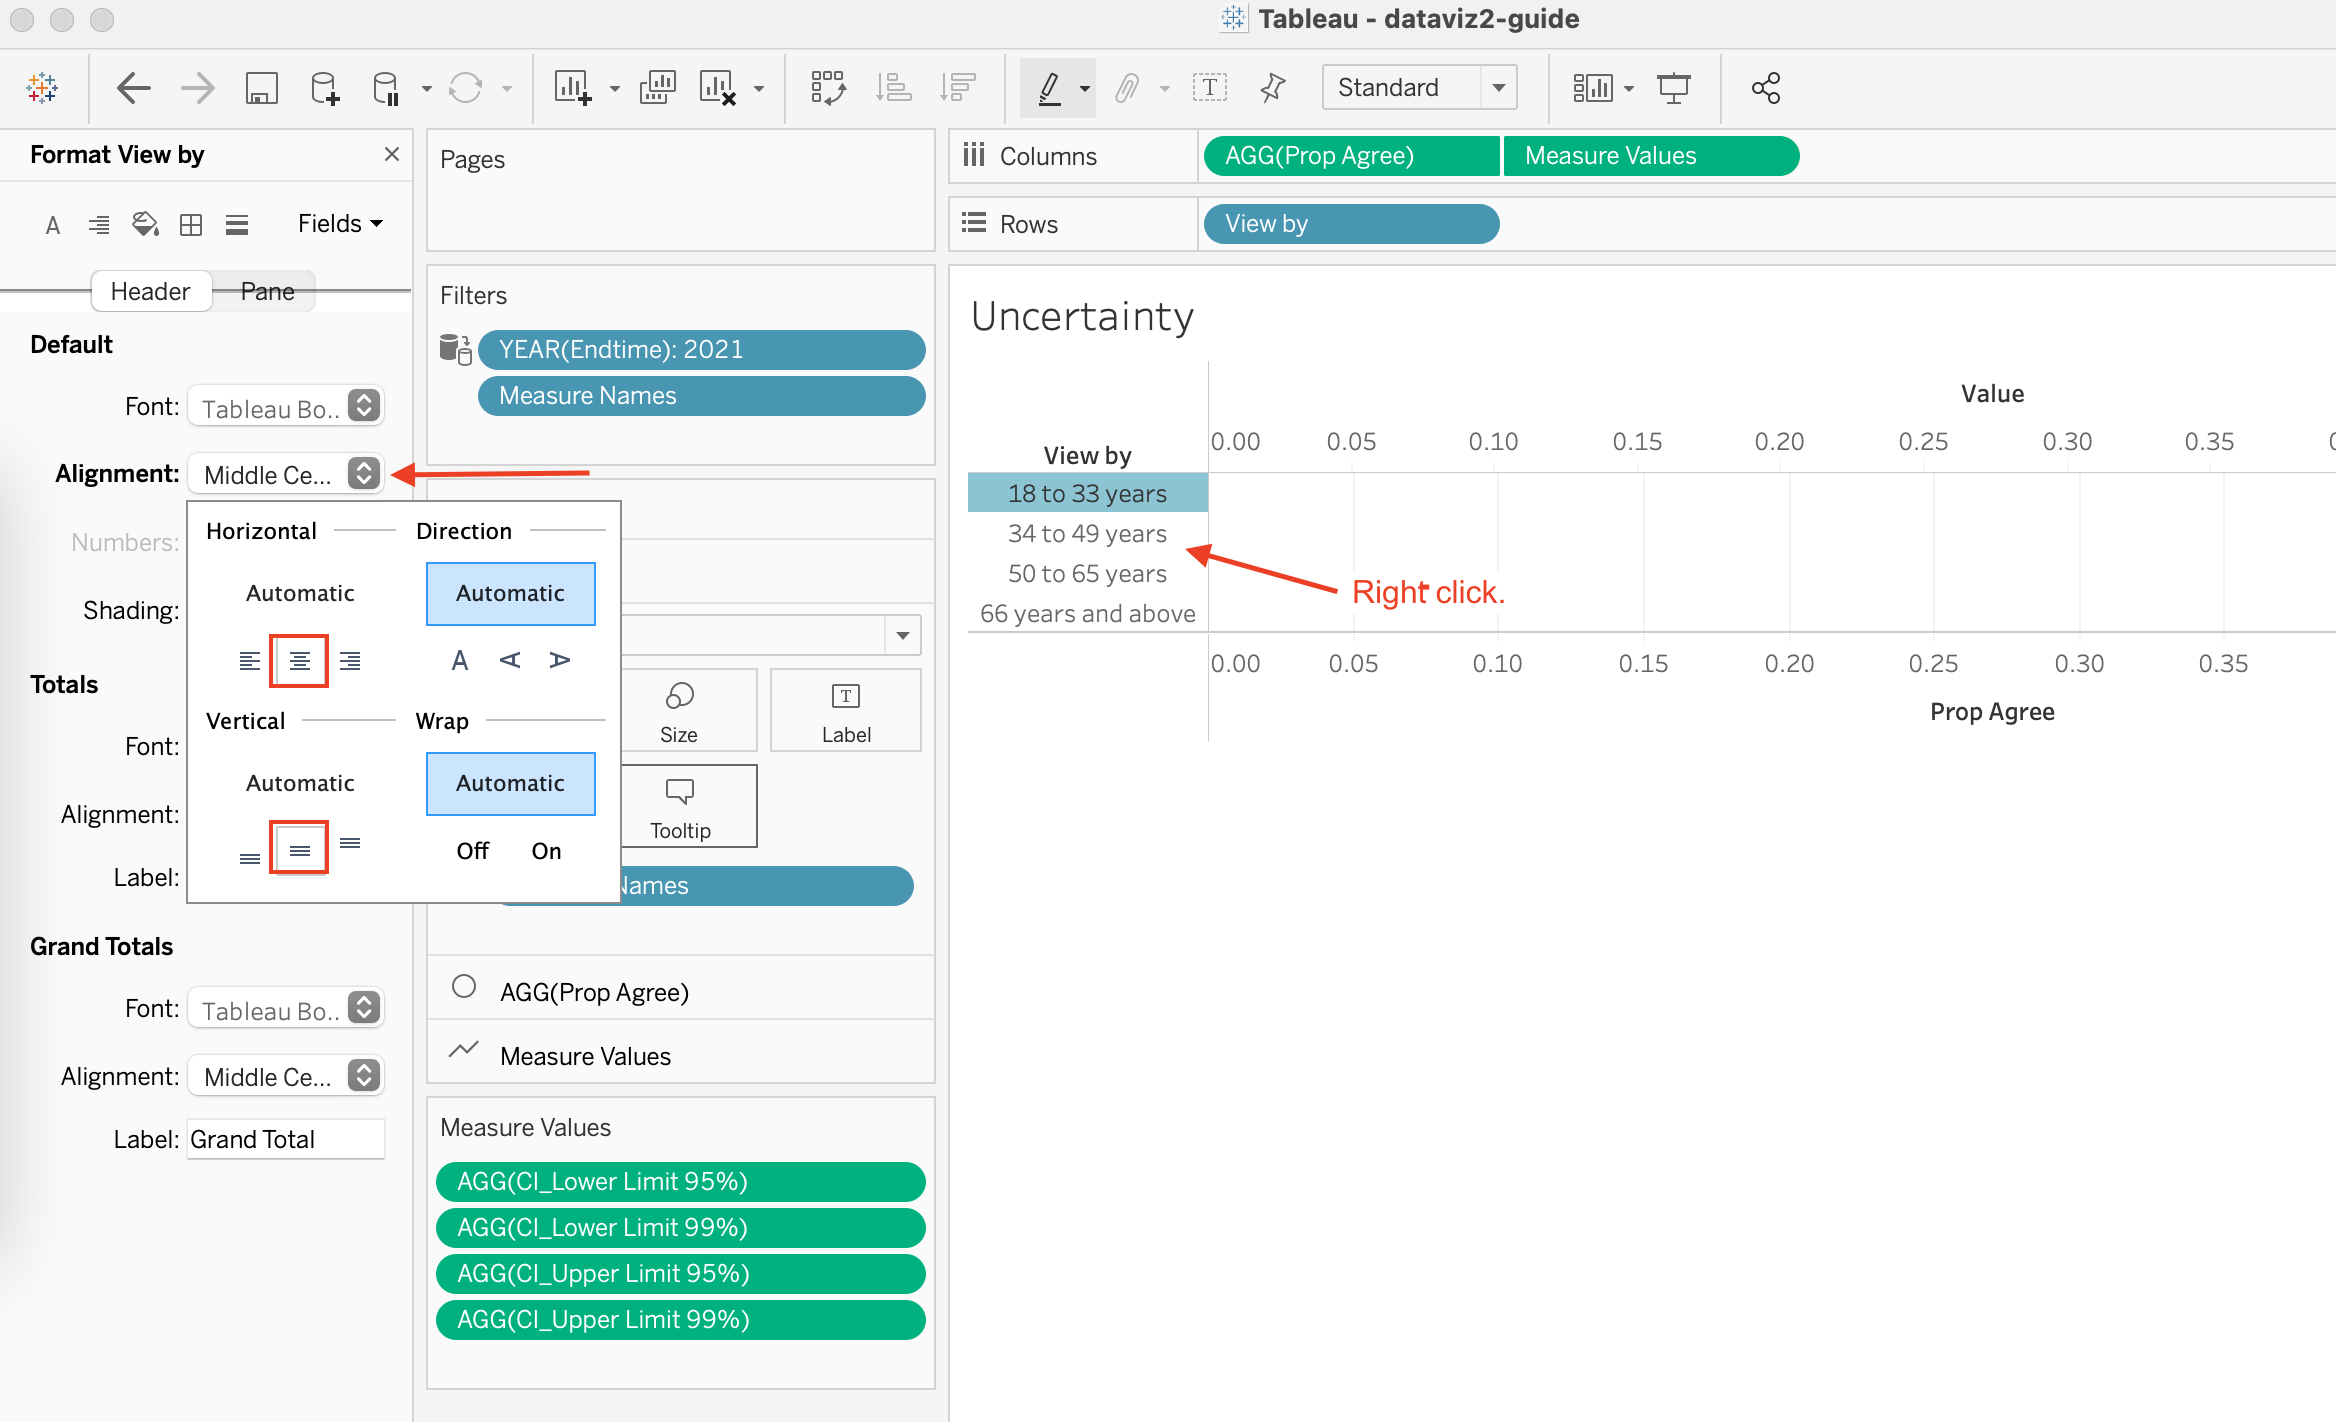 Tableau - dataviz2-guide
Standard
Format View by
Fields
Header Pane
Default
Font: Tableau Bo..
Alignment: Middle Ce...
Horizontal
Direction
Automatic
Automatic
A A A
Vertical
Wrap
Automatic
Automatic
Off On
Numbers:
Shading:
Totals
Font:
Alignment:
Label:
Grand Totals
Font: Tableau Bo..
Alignment: Middle Ce...
Label: Grand Total
Pages
Filters
YEAR(Endtime): 2021
Measure Names
Size
T
Label
Tooltip
Names
AGG(Prop Agree)
Measure Values
Measure Values
AGG(CI_Lower Limit 95%)
AGG(CI_Lower Limit 99%)
AGG(CI_Upper Limit 95%)
AGG(CI_Upper Limit 99%)
Columns AGG(Prop Agree) Measure Values
Rows View by
Uncertainty
Value
0.00 0.05 0.10 0.15 0.20 0.25 0.30 0.35
View by
18 to 33 years
34 to 49 years
50 to 65 years
66 years and above
Right click.
0.00 0.05 0.10 0.15 0.20 0.25 0.30 0.35
Prop Agree